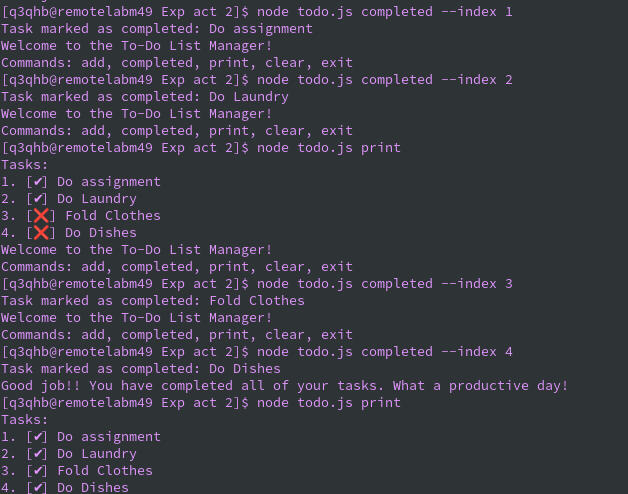 [q3qhb@remotelabm49 Exp act 2]$ node todo.js completed --index 1
Task marked as completed: Do assignment
Welcome to the To-Do List Manager!
Commands: add, completed, print, clear, exit
[q3qhb@remotelabm49 Exp act 2]$ node todo.js completed --index 2
Task marked as completed: Do Laundry
Welcome to the To-Do List Manager!
Commands: add, completed, print, clear, exit
[q3qhb@remotelabm49 Exp act 2]$ node todo.js print
Tasks:
1. [✔] Do assignment
2. [✔] Do Laundry
3. [❌] Fold Clothes
4. [❌] Do Dishes
Welcome to the To-Do List Manager!
Commands: add, completed, print, clear, exit
[q3qhb@remotelabm49 Exp act 2]$ node todo.js completed --index 3
Task marked as completed: Fold Clothes
Welcome to the To-Do List Manager!
Commands: add, completed, print, clear, exit
[q3qhb@remotelabm49 Exp act 2]$ node todo.js completed --index 4
Task marked as completed: Do Dishes
Good job!! You have completed all of your tasks. What a productive day!
[q3qhb@remotelabm49 Exp act 2]$ node todo.js print
Tasks:
1. [✔] Do assignment
2. [✔] Do Laundry
3. [✔] Fold Clothes
4. [✔] Do Dishes